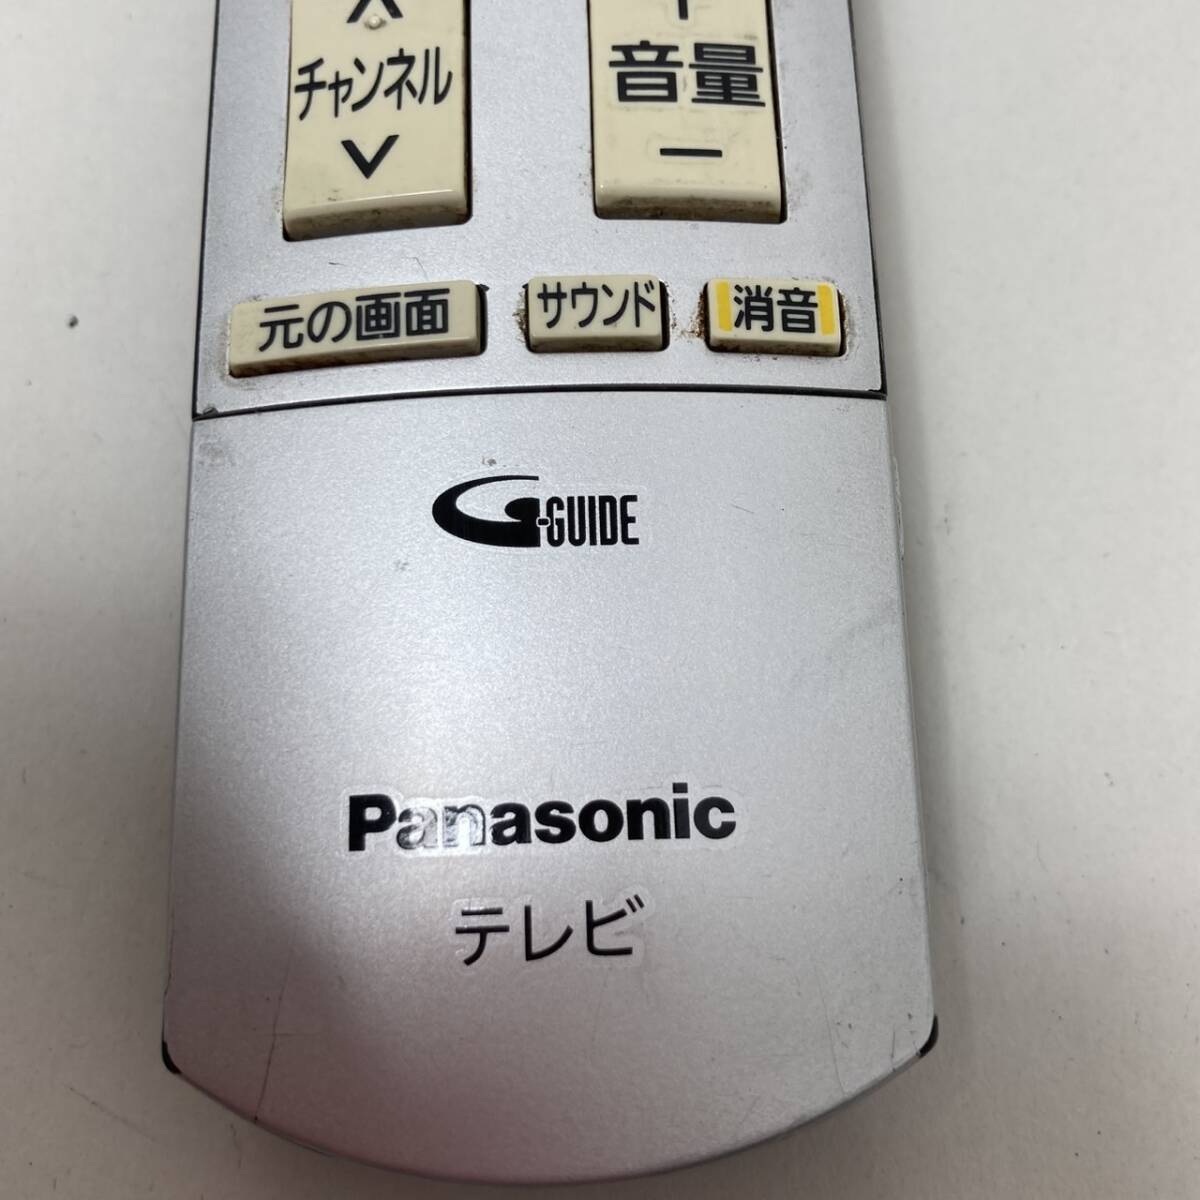 チャンネル
音量
元の画面
サウンド
消音
G-GUIDE
Panasonic
テレビ